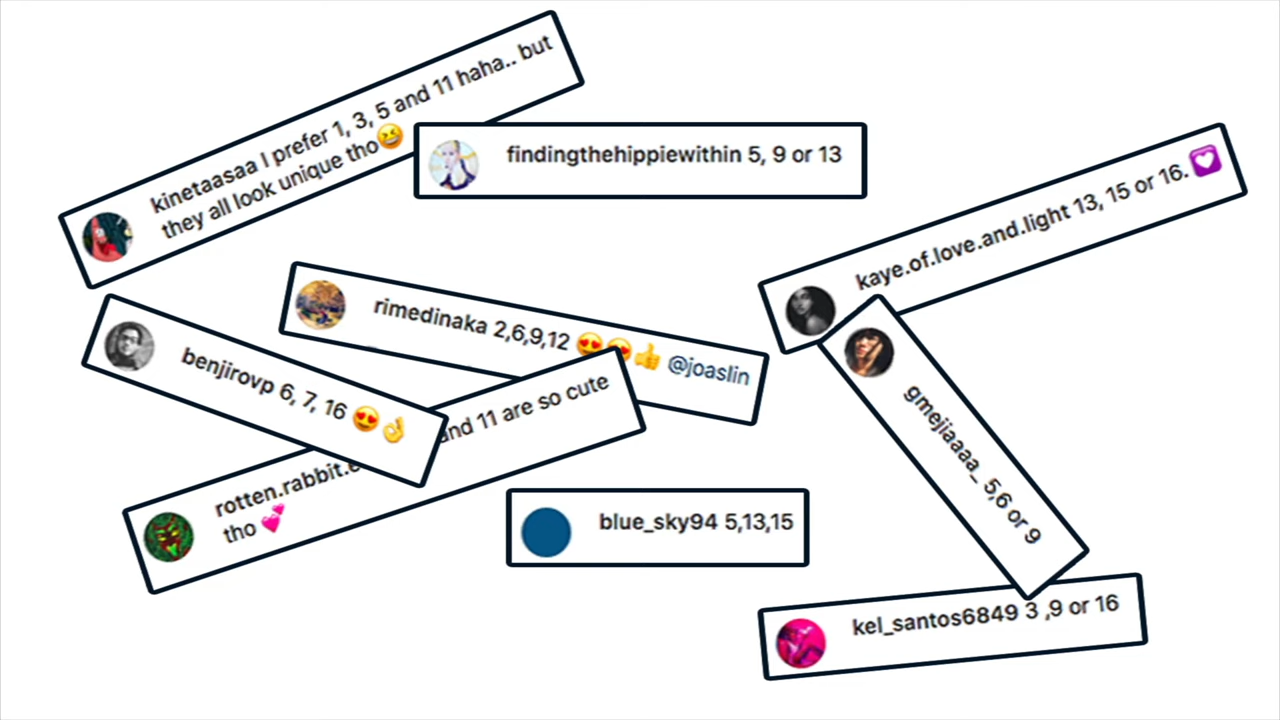 kinetaasaa I prefer 1, 3, 5 and 11 haha.. but
they all look unique tho😆
findingthehippiewithin 5, 9 or 13
kaye.of.love.and.light 13, 15 or 16. 💟
rimedinaka 2,6,9,12 😍😍👍 @joaslin
benjirovp 6, 7, 16 😍👌
and 11 are so cute
tho 💕
gmejiaaaa_ 5,6 or 9
blue_sky94 5,13,15
kel_santos6849 3 ,9 or 16